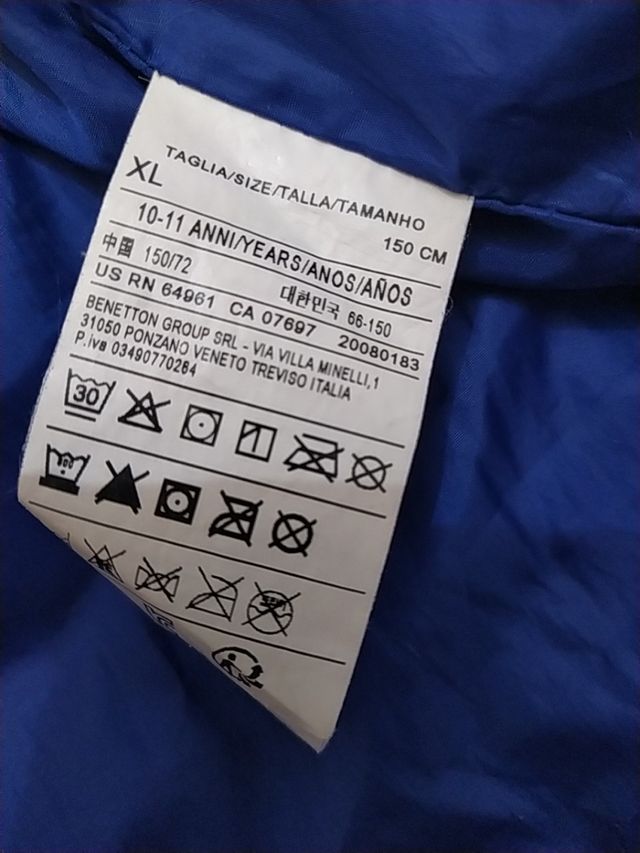 TAGLIA/SIZE/TALLA/TAMANHO
XL 150 CM
10-11 ANNI/YEARS/ANOS/AÑOS
中国 150/72 대한민국 66-150
US RN 64961 CA 07697 20080183
BENETTON GROUP SRL - VIA VILLA MINELLI,1
31050 PONZANO VENETO TREVISO ITALIA
P.iva 03490770264
30